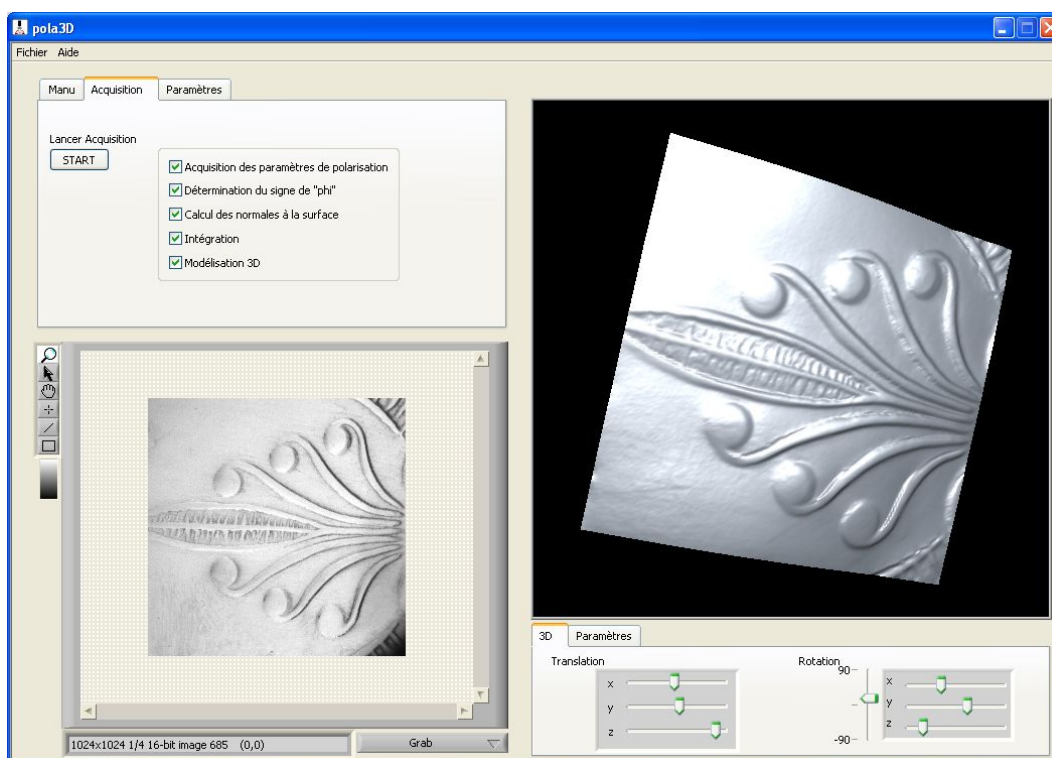 pola3D
Fichier Aide
Manu Acquisition Paramètres
Lancer Acquisition
START
Acquisition des paramètres de polarisation
Détermination du signe de "phi"
Calcul des normales à la surface
Intégration
Modélisation 3D
1024x1024 1/4 16-bit image 685 (0,0)
Grab
3D Paramètres
Translation
x
y
z
Rotation
90
-90
x
y
z